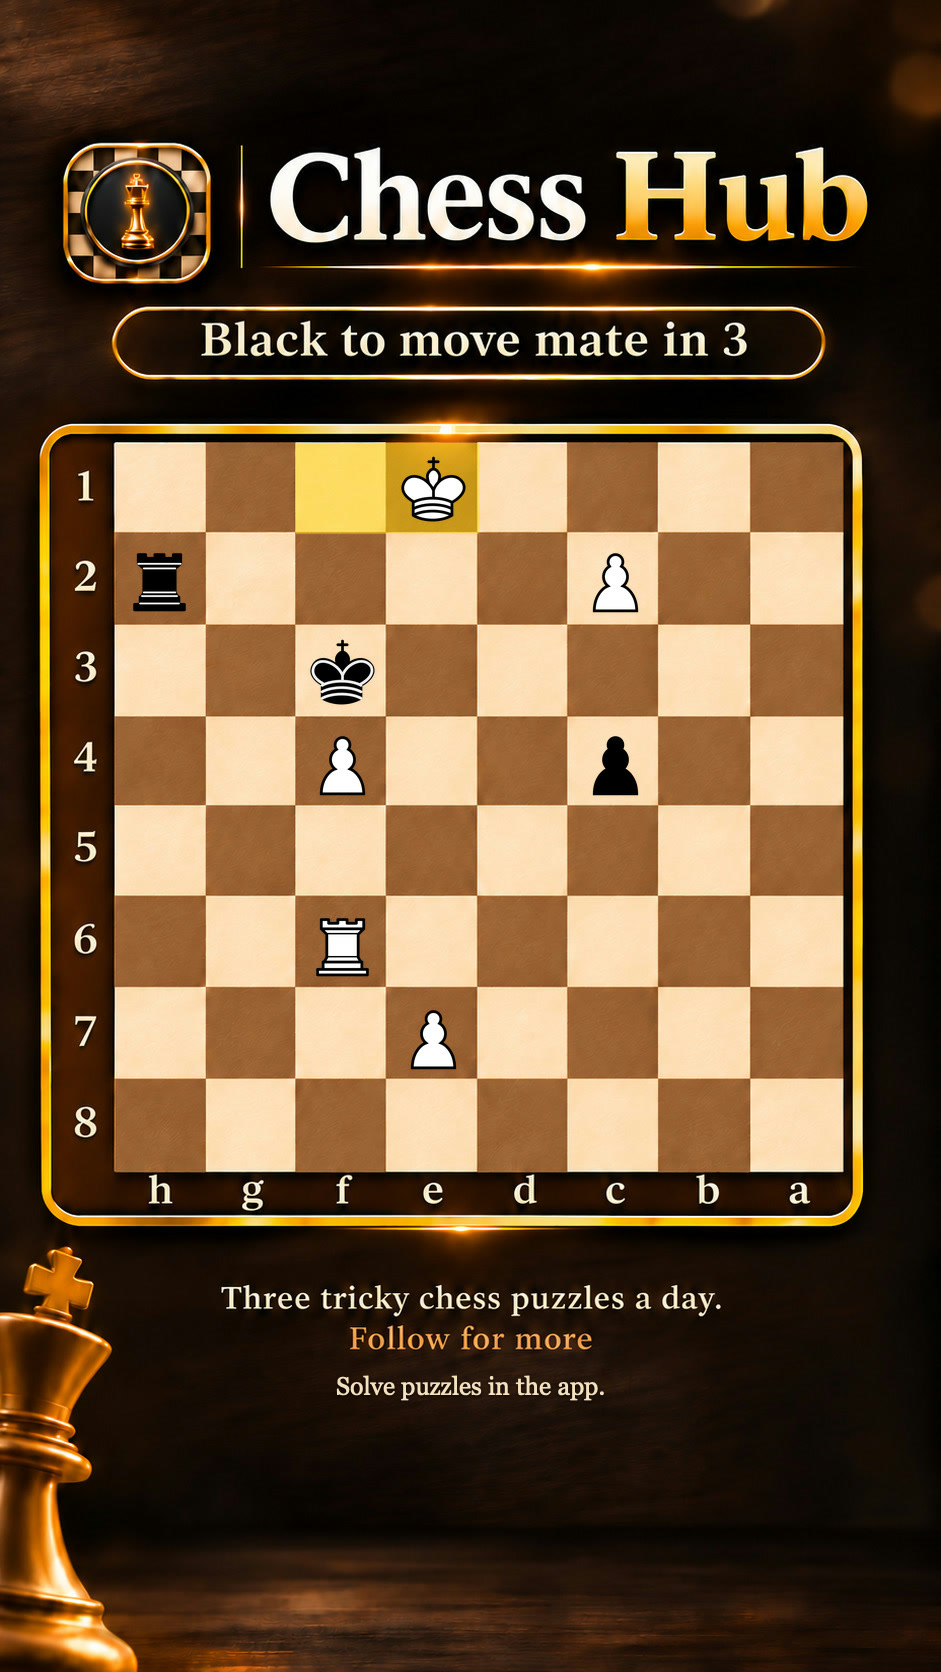 Chess Hub
Black to move mate in 3
1
2
3
4
5
6
7
8
h g f e d c b a
Three tricky chess puzzles a day.
Follow for more
Solve puzzles in the app.